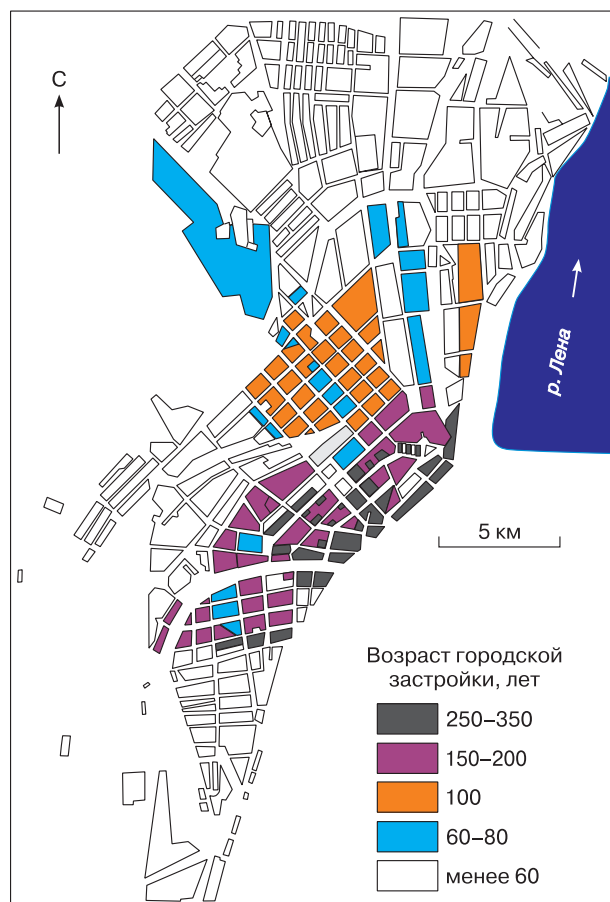 С
р. Лена
5 км
Возраст городской
застройки, лет
250–350
150–200
100
60–80
менее 60